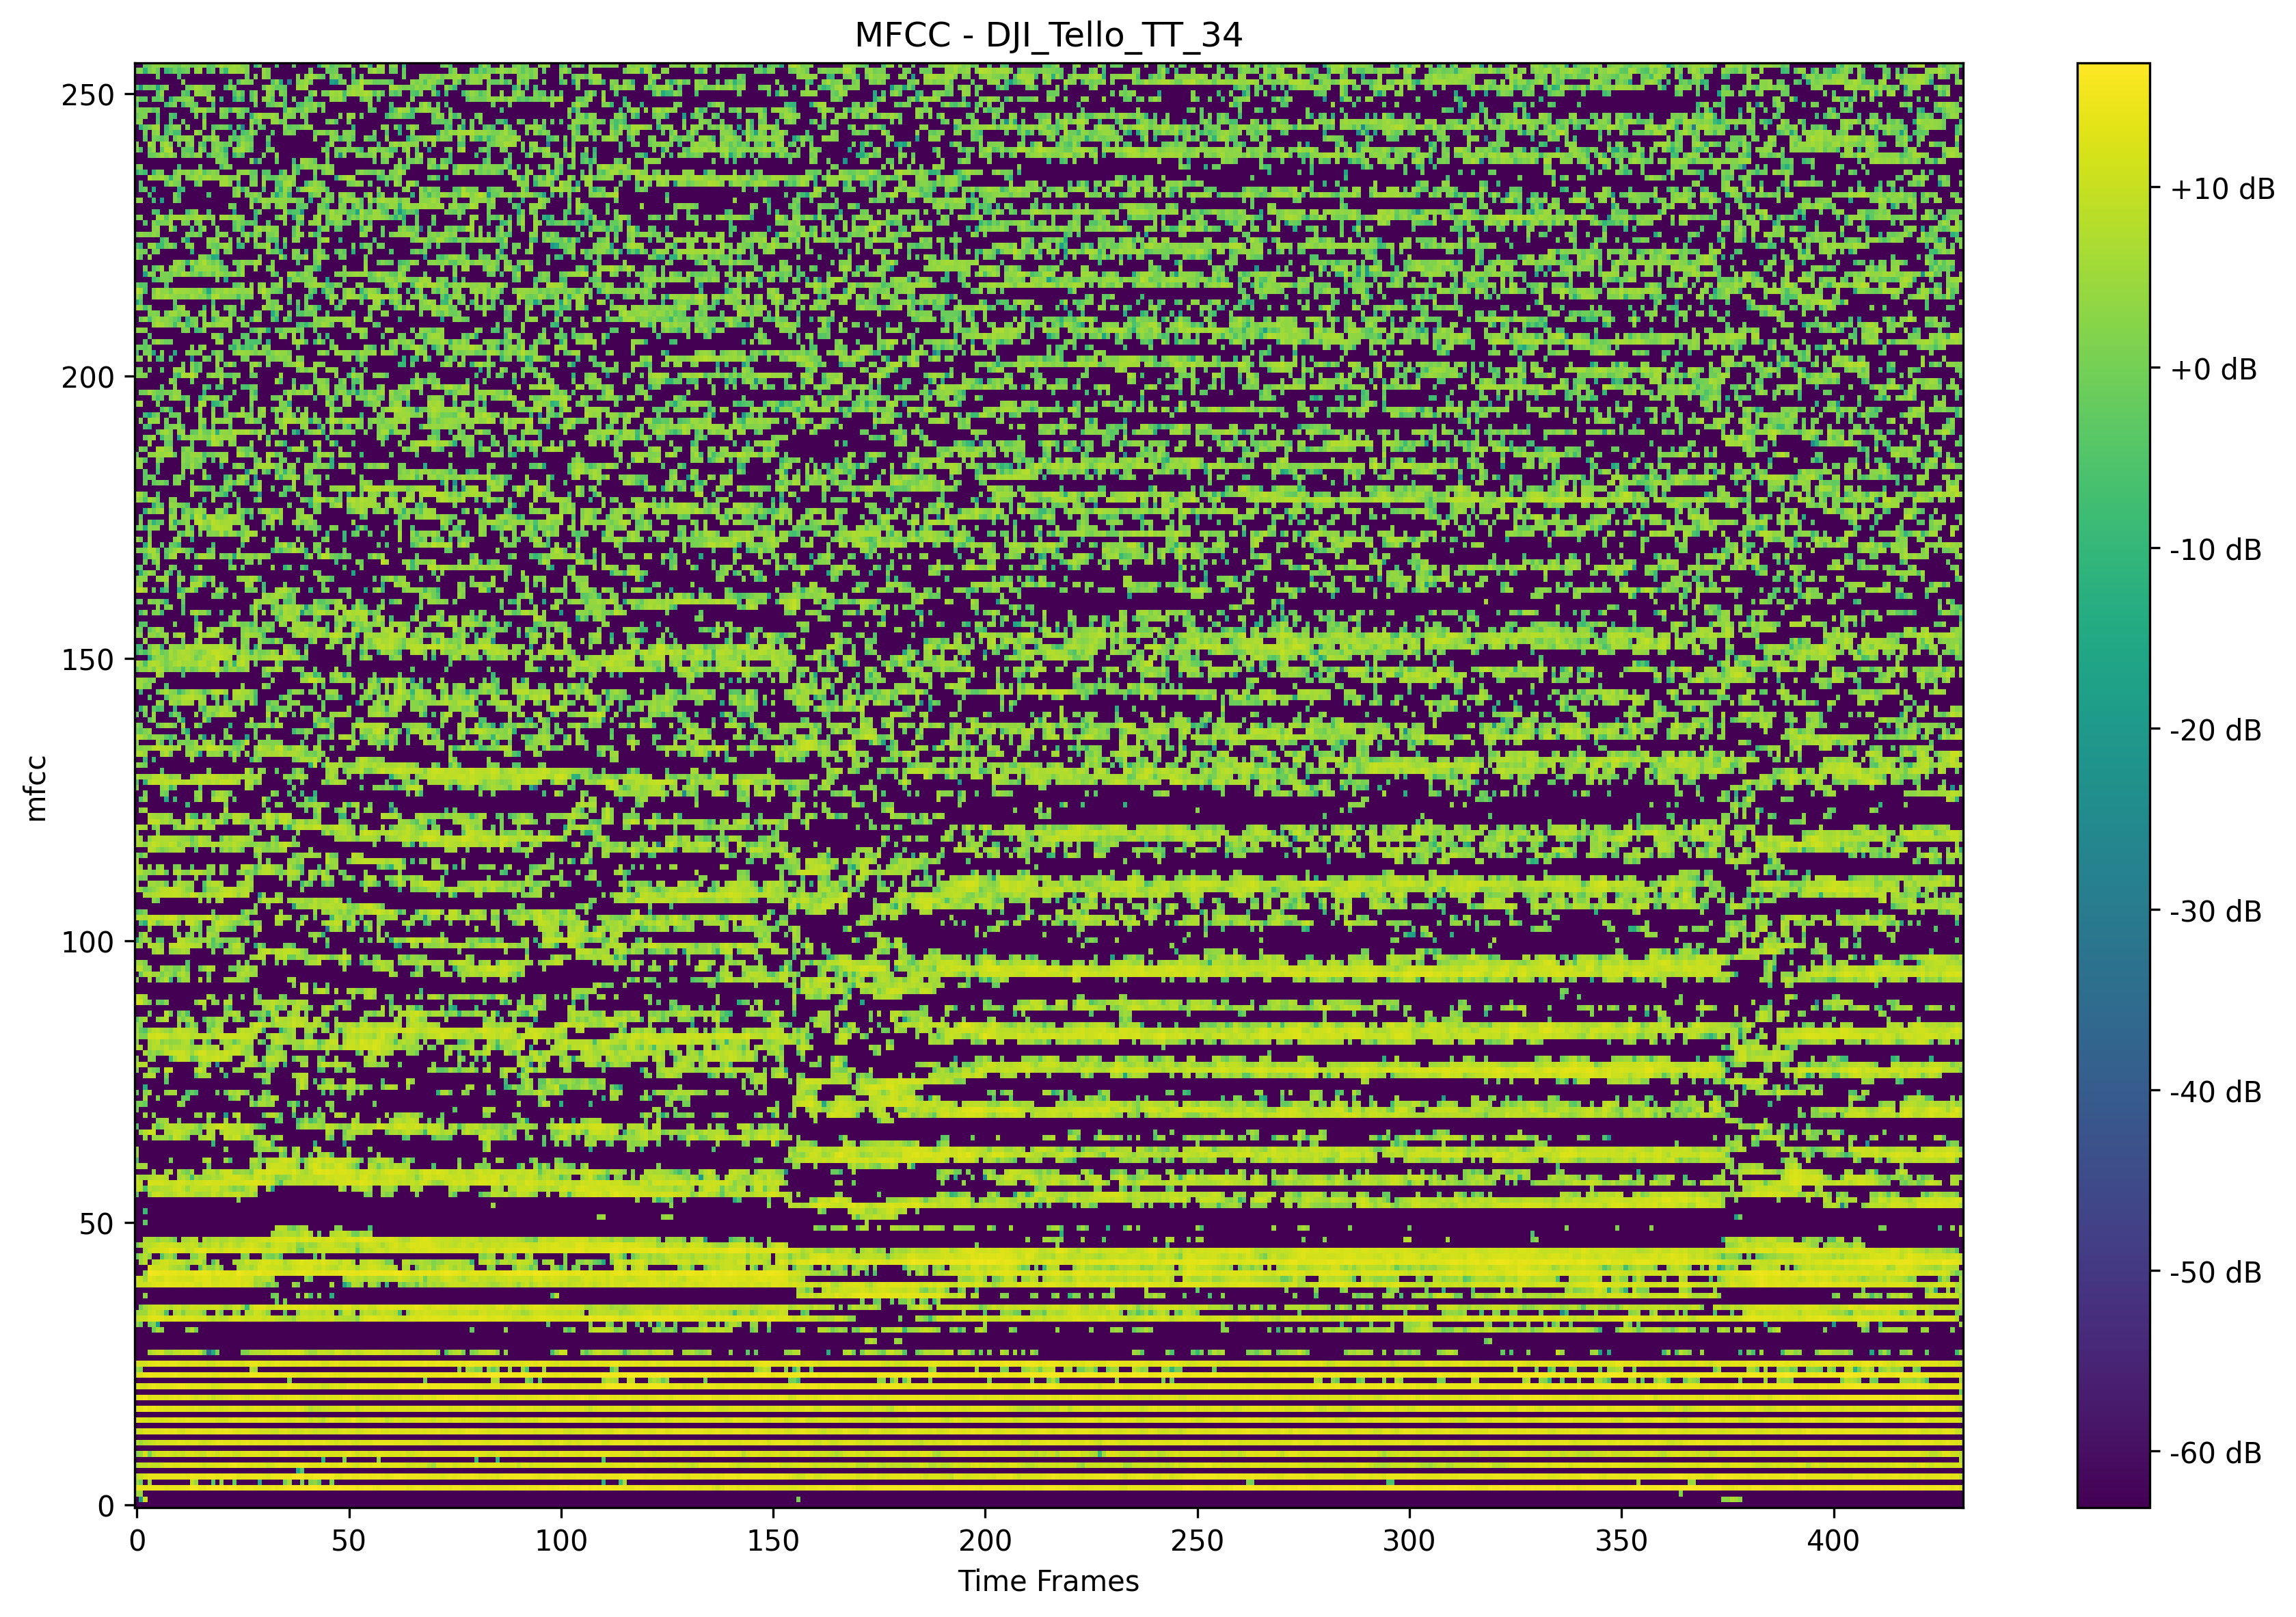 MFCC - DJI_Tello_TT_34
250
200
150
100
50
0
mfcc
0
50
100
150
200
250
300
350
400
Time Frames
+10 dB
+0 dB
-10 dB
-20 dB
-30 dB
-40 dB
-50 dB
-60 dB